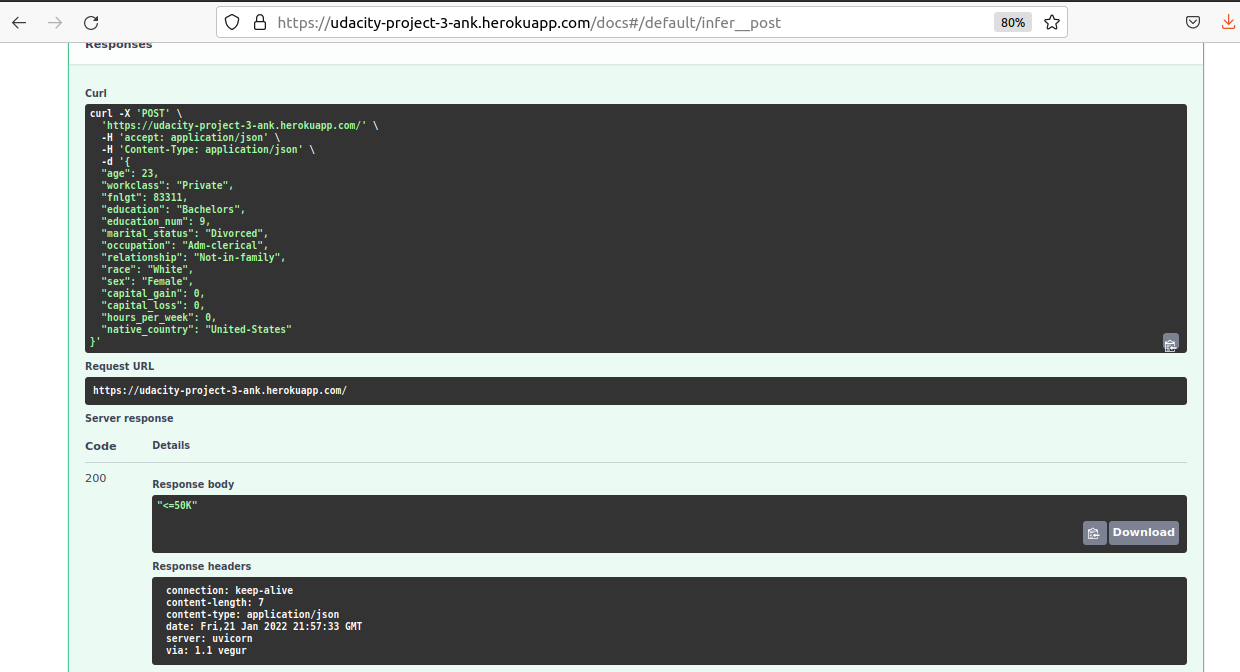 https://udacity-project-3-ank.herokuapp.com/docs#/default/infer__post
80%
Responses
Curl
curl -X 'POST' \
'https://udacity-project-3-ank.herokuapp.com/' \
-H 'accept: application/json' \
-H 'Content-Type: application/json' \
-d '{
"age": 23,
"workclass": "Private",
"fnlgt": 83311,
"education": "Bachelors",
"education_num": 9,
"marital_status": "Divorced",
"occupation": "Adm-clerical",
"relationship": "Not-in-family",
"race": "White",
"sex": "Female",
"capital_gain": 0,
"capital_loss": 0,
"hours_per_week": 0,
"native_country": "United-States"
}'
Request URL
https://udacity-project-3-ank.herokuapp.com/
Server response
Code Details
200
Response body
"<=50K"
Download
Response headers
connection: keep-alive
content-length: 7
content-type: application/json
date: Fri,21 Jan 2022 21:57:33 GMT
server: uvicorn
via: 1.1 vegur